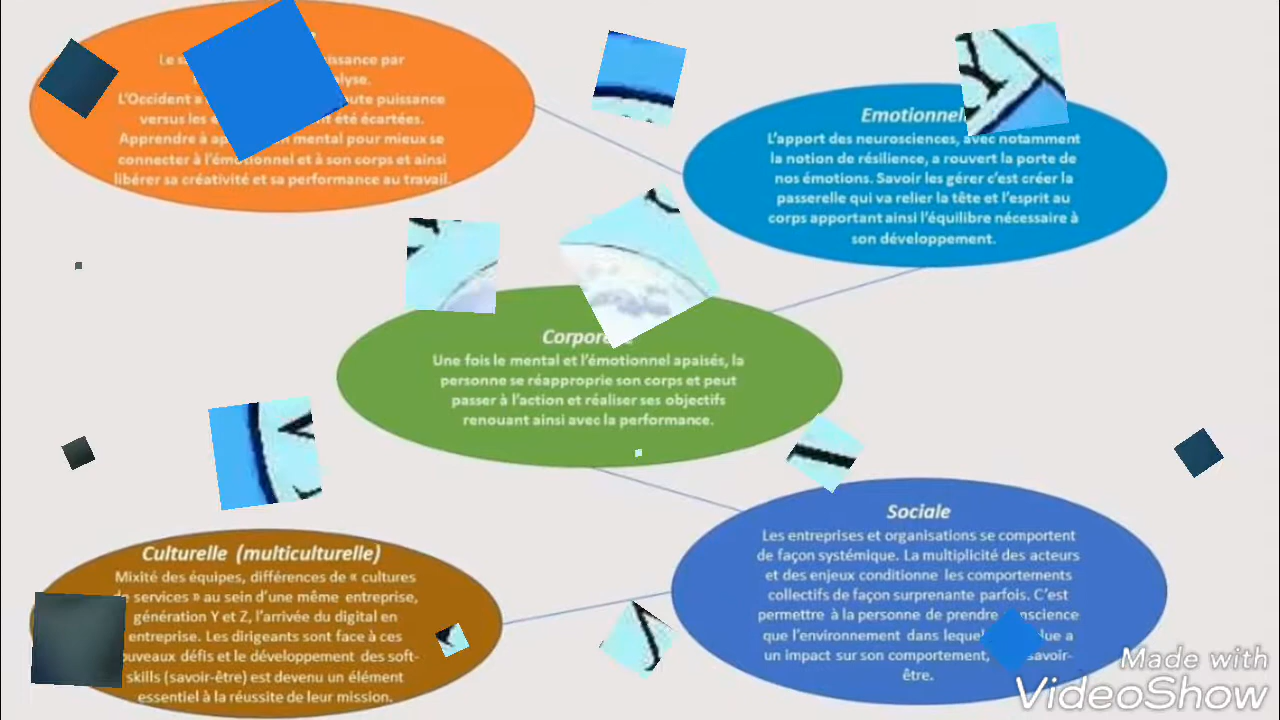 Le issance par
lyse.
L'Occident a ute puissance
versus les t été écartées.
Apprendre à mental pour mieux se
connecter à l'émotionnel et à son corps et ainsi
libérer sa créativité et sa performance au travail.
Emotionnel
L'apport des neurosciences, avec notamment
la notion de résilience, a rouvert la porte de
nos émotions. Savoir les gérer c'est créer la
passerelle qui va relier la tête et l'esprit au
corps apportant ainsi l'équilibre nécessaire à
son développement.
Corpor
Une fois le mental et l'émotionnel apaisés, la
personne se réapproprie son corps et peut
passer à l'action et réaliser ses objectifs
renouant ainsi avec la performance.
Sociale
Les entreprises et organisations se comportent
de façon systémique. La multiplicité des acteurs
et des enjeux conditionne les comportements
collectifs de façon surprenante parfois. C'est
permettre à la personne de prendre nscience
que l'environnement dans lequel lue a
un impact sur son comportement, savoir-
être.
Culturelle (multiculturelle)
Mixité des équipes, différences de « cultures
de services » au sein d'une même entreprise,
génération Y et Z, l'arrivée du digital en
entreprise. Les dirigeants sont face à ces
ouveaux défis et le développement des soft-
skills (savoir-être) est devenu un élément
essentiel à la réussite de leur mission.
Made with
VideoShow